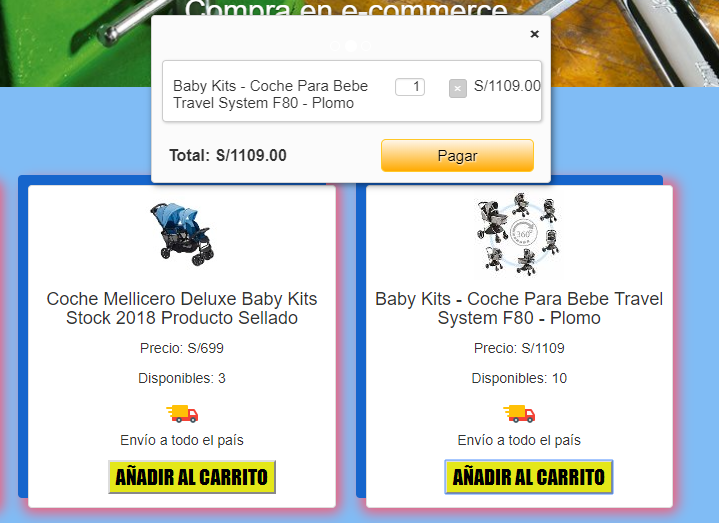 Compra en e-commerce
×
Baby Kits - Coche Para Bebe
Travel System F80 - Plomo
1
×
S/1109.00
Total: S/1109.00
Pagar
Coche Mellicero Deluxe Baby Kits
Stock 2018 Producto Sellado
Precio: S/699
Disponibles: 3
Envío a todo el país
AÑADIR AL CARRITO
360°
Baby Kits - Coche Para Bebe Travel
System F80 - Plomo
Precio: S/1109
Disponibles: 10
Envío a todo el país
AÑADIR AL CARRITO